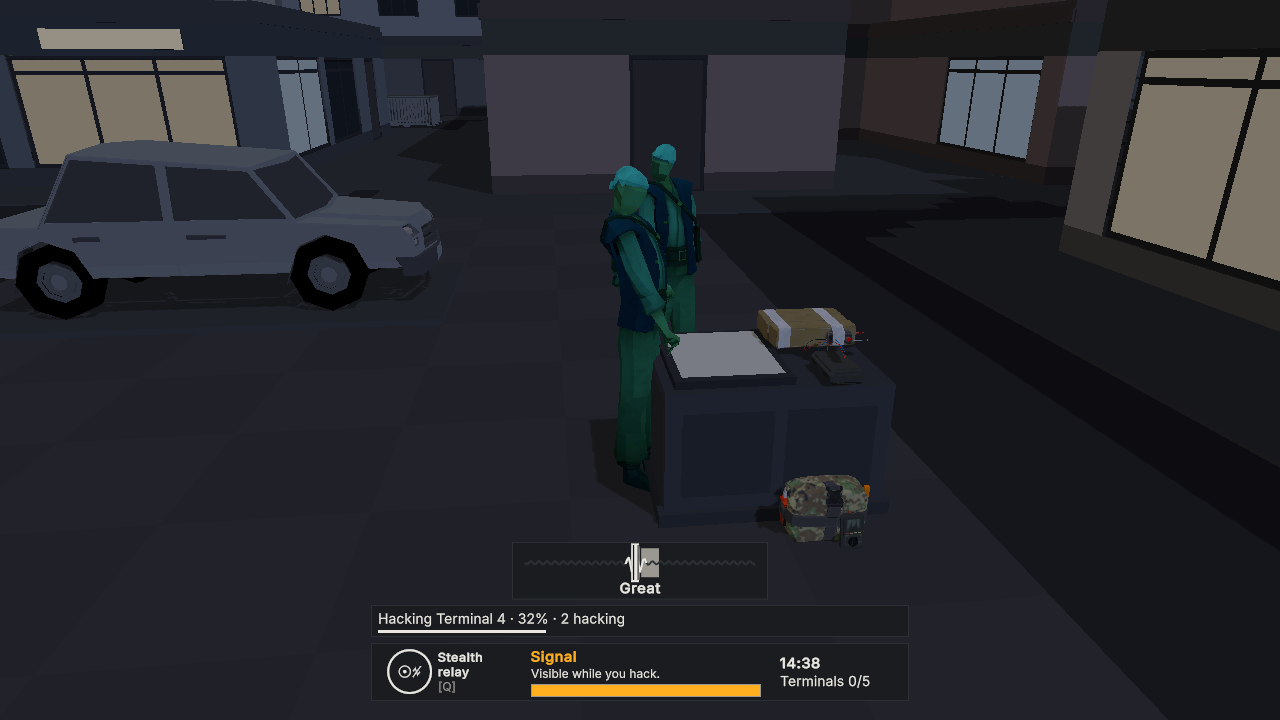 Great
Hacking Terminal 4 · 32% · 2 hacking
Stealth relay
[Q]
Signal
Visible while you hack.
14:38
Terminals 0/5